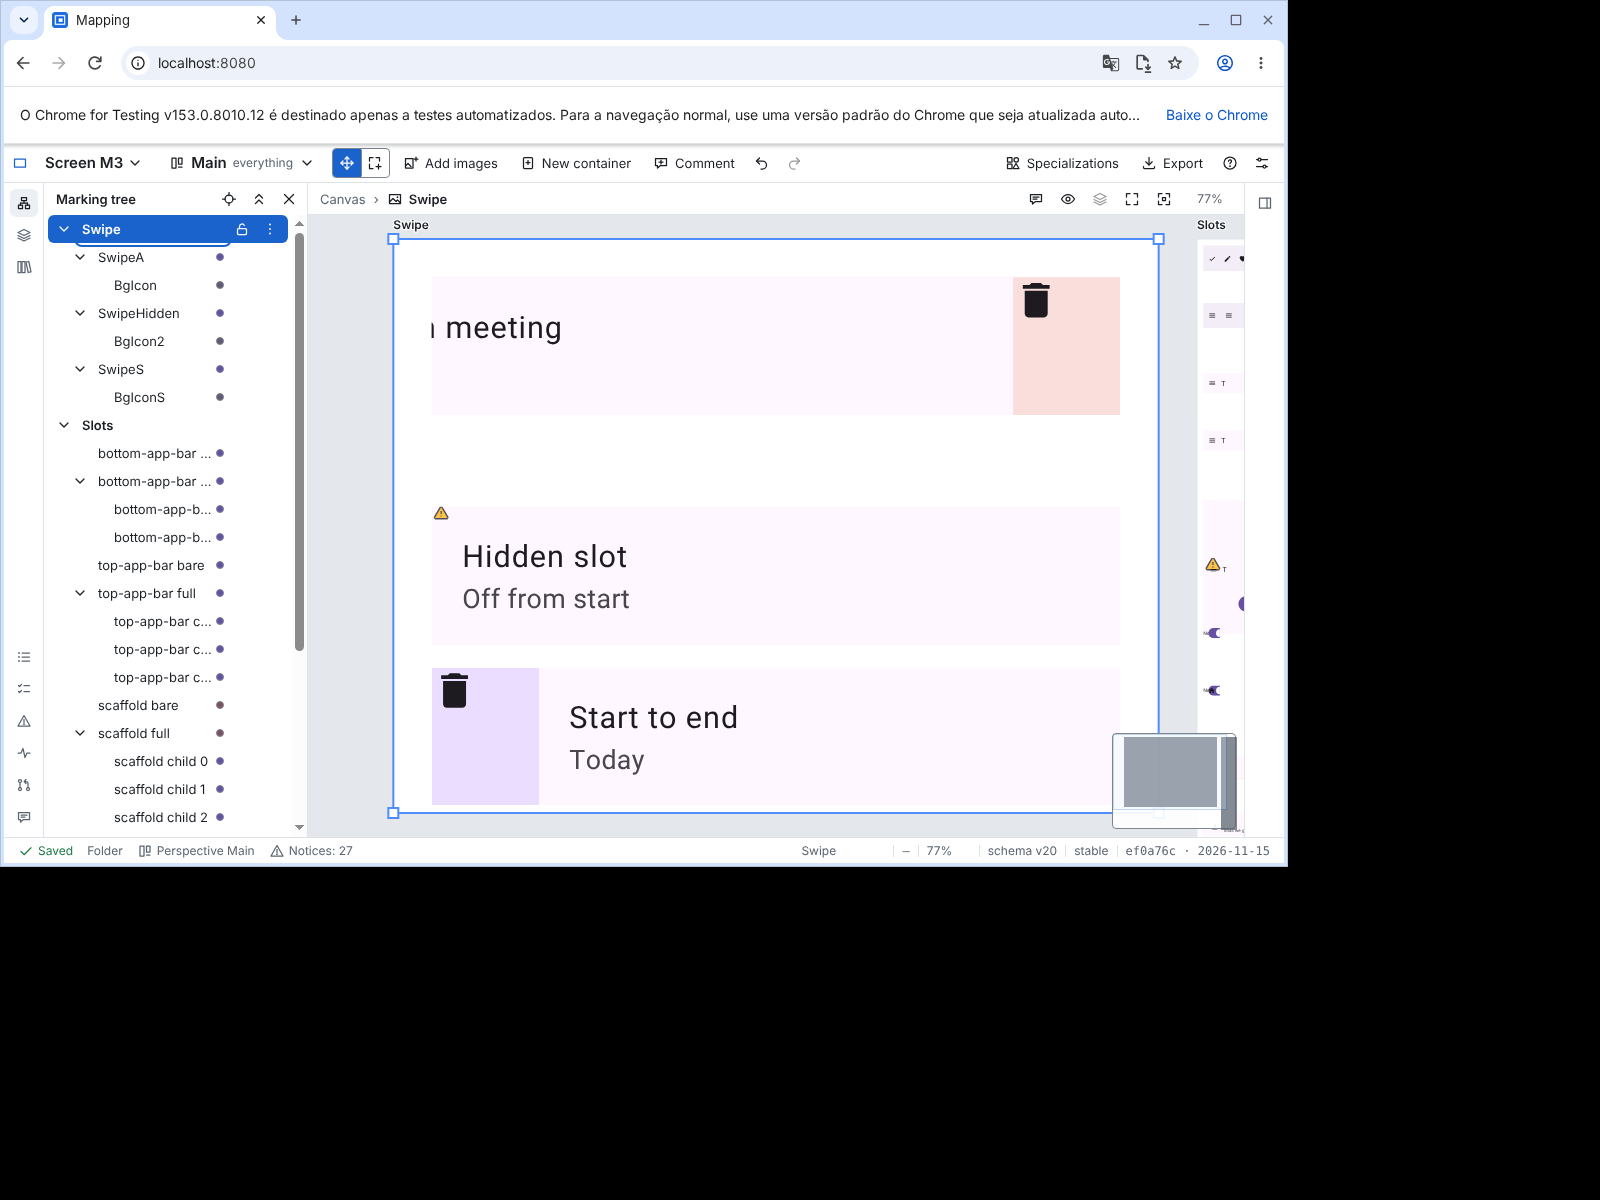 Mapping
localhost:8080
O Chrome for Testing v153.0.8010.12 é destinado apenas a testes automatizados. Para a navegação normal, use uma versão padrão do Chrome que seja atualizada auto...
Baixe o Chrome
Screen M3
Main everything
Add images
New container
Comment
Specializations
Export
Marking tree
Canvas › Swipe
77%
Swipe
SwipeA
BgIcon
SwipeHidden
BgIcon2
SwipeS
BgIconS
Slots
bottom-app-bar ...
bottom-app-bar ...
bottom-app-b...
bottom-app-b...
top-app-bar bare
top-app-bar full
top-app-bar c...
top-app-bar c...
top-app-bar c...
scaffold bare
scaffold full
scaffold child 0
scaffold child 1
scaffold child 2
Swipe
meeting
Hidden slot
Off from start
Start to end
Today
Slots
T
T
T
Saved
Folder
Perspective Main
Notices: 27
Swipe
–
77%
schema v20
stable
ef0a76c · 2026-11-15